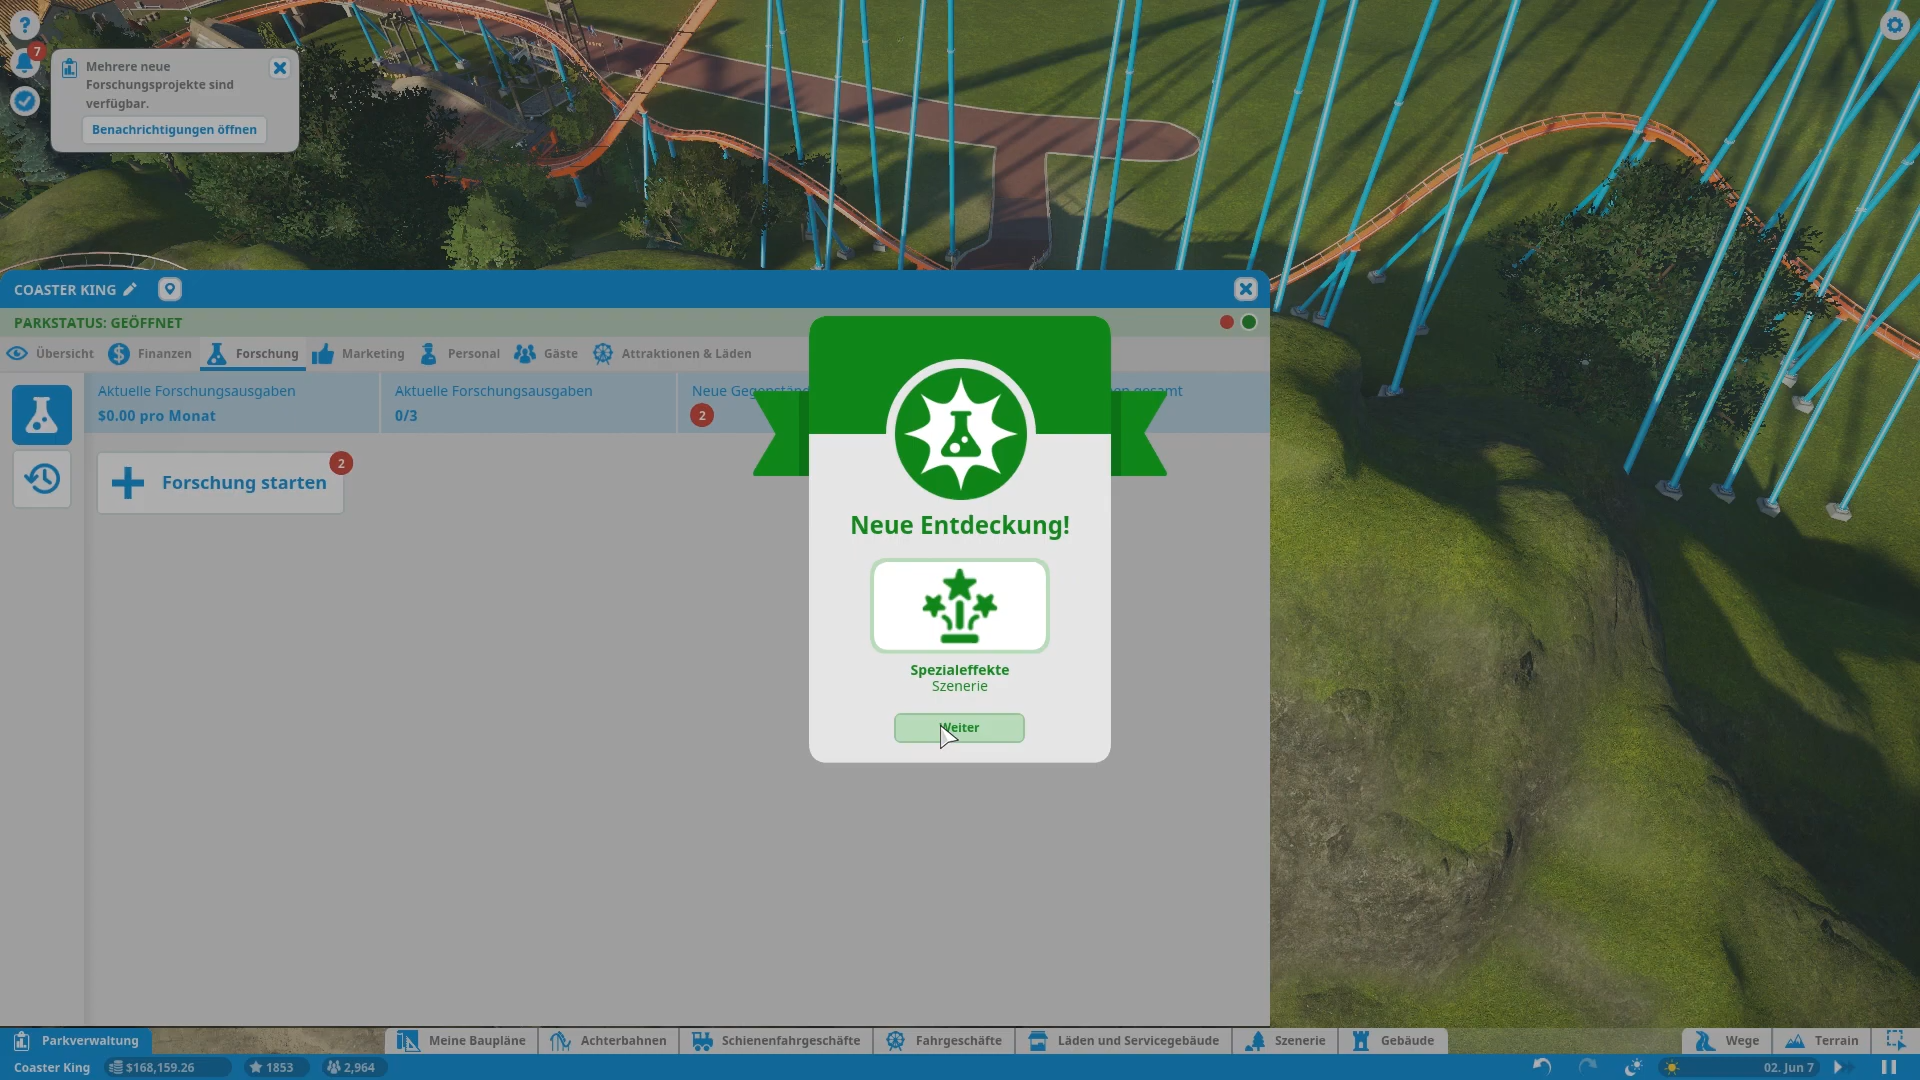 ?
7
Mehrere neue
Forschungsprojekte sind
verfügbar.
Benachrichtigungen öffnen
COASTER KING
PARKSTATUS: GEÖFFNET
Übersicht
Finanzen
Forschung
Marketing
Personal
Gäste
Attraktionen & Läden
Aktuelle Forschungsausgaben
$0.00 pro Monat
Aktuelle Forschungsausgaben
0/3
2
gesamt
Forschung starten
2
Neue Entdeckung!
Spezialeffekte
Szenerie
Weiter
Parkverwaltung
Meine Baupläne
Achterbahnen
Schienenfahrgeschäfte
Fahrgeschäfte
Läden und Servicegebäude
Szenerie
Gebäude
Wege
Terrain
Coaster King
$168,159.26
1853
2,964
02. Jun 7